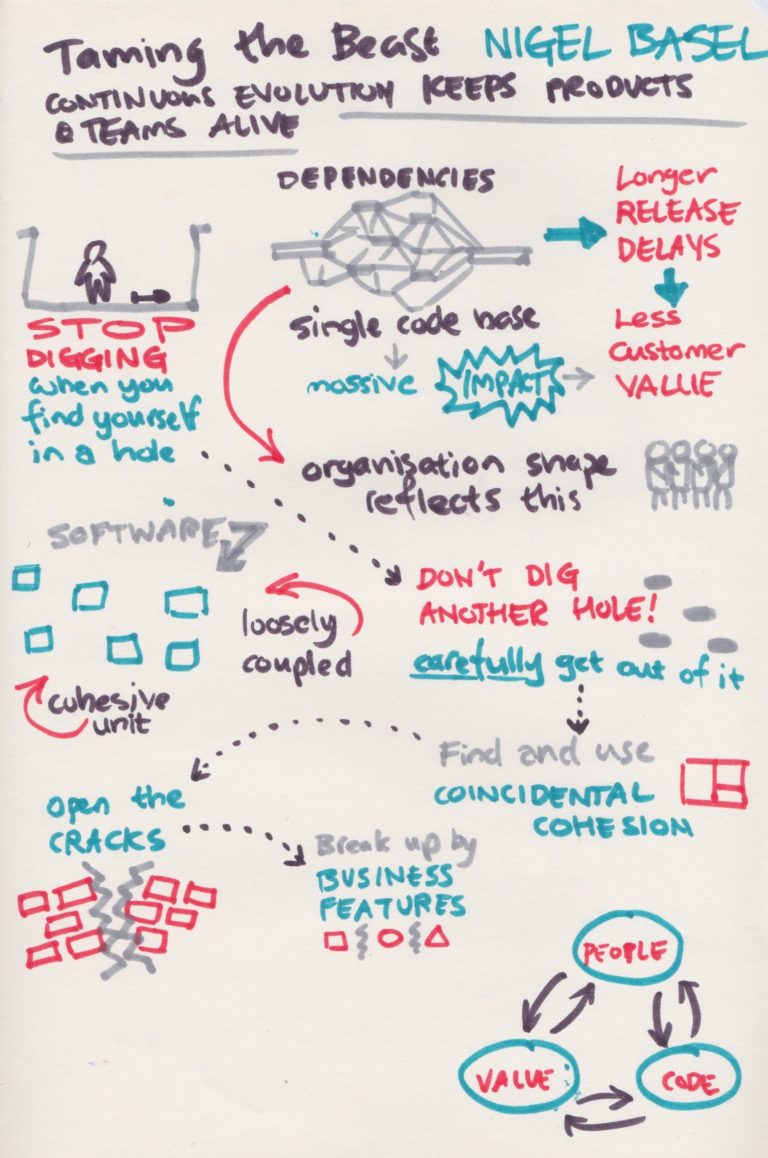 Taming the Beast NIGEL BASEL
CONTINUOUS EVOLUTION KEEPS PRODUCTS
& TEAMS ALIVE
DEPENDENCIES
Longer
RELEASE
DELAYS
Less
Customer
VALUE
single code base
massive IMPACT
organisation shape
reflects this
STOP
DIGGING
when you
find yourself
in a hole
SOFTWARE
loosely
coupled
cohesive
unit
DON'T DIG
ANOTHER HOLE!
carefully get out of it
Find and use
COINCIDENTAL
COHESION
open the
CRACKS
Break up by
BUSINESS
FEATURES
PEOPLE
VALUE
CODE